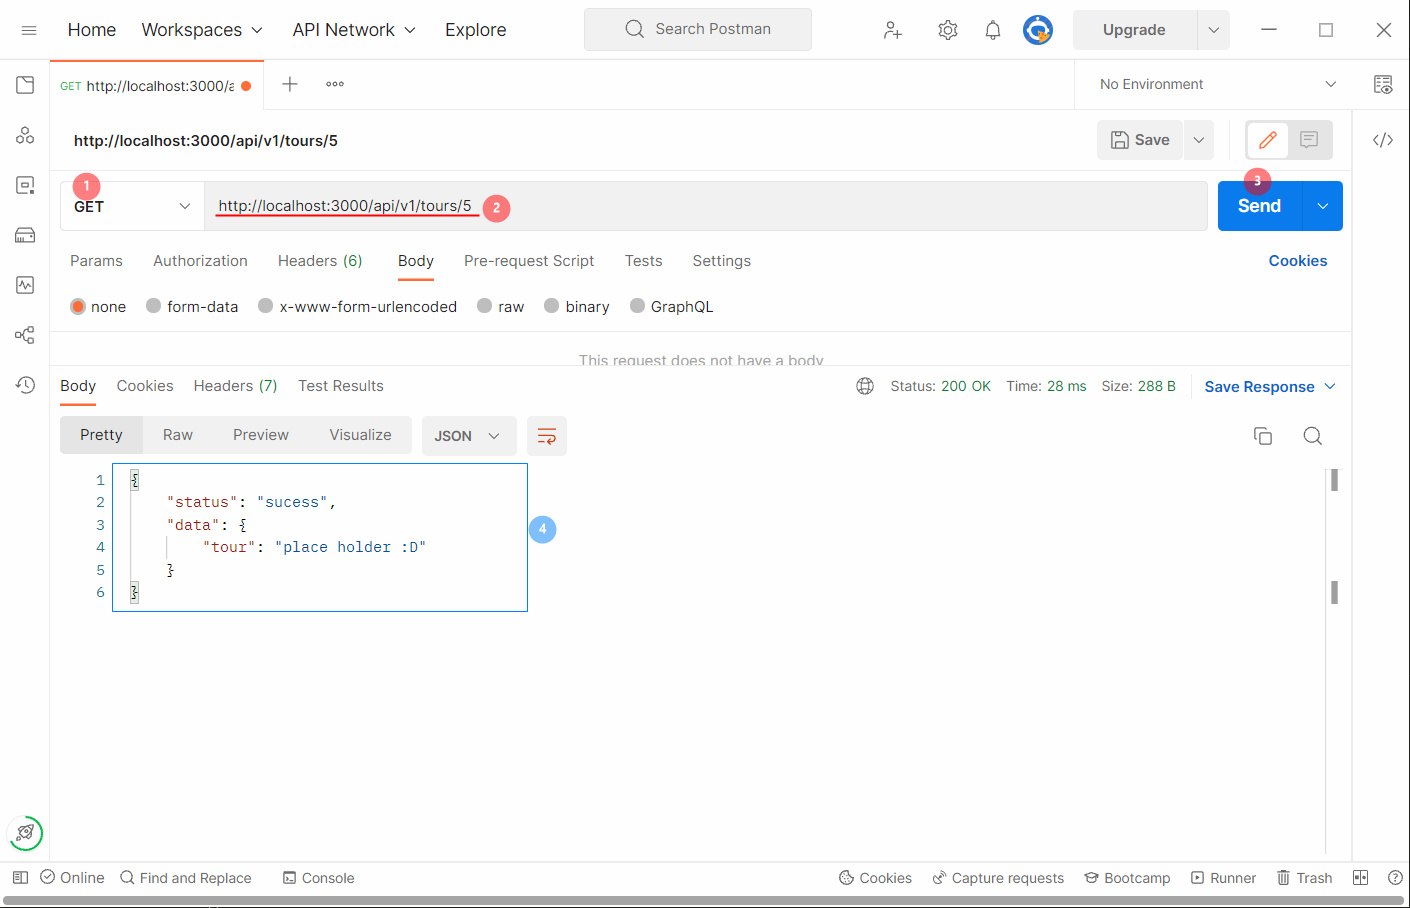 Home Workspaces API Network Explore Search Postman Upgrade
GET http://localhost:3000/a No Environment
http://localhost:3000/api/v1/tours/5 Save
1 3
GET http://localhost:3000/api/v1/tours/5 2 Send
Params Authorization Headers (6) Body Pre-request Script Tests Settings Cookies
none form-data x-www-form-urlencoded raw binary GraphQL
This request does not have a body
Body Cookies Headers (7) Test Results Status: 200 OK Time: 28 ms Size: 288 B Save Response
Pretty Raw Preview Visualize JSON
1 {
2 "status": "sucess",
3 "data": { 4
4 "tour": "place holder :D"
5 }
6 }
Online Find and Replace Console Cookies Capture requests Bootcamp Runner Trash